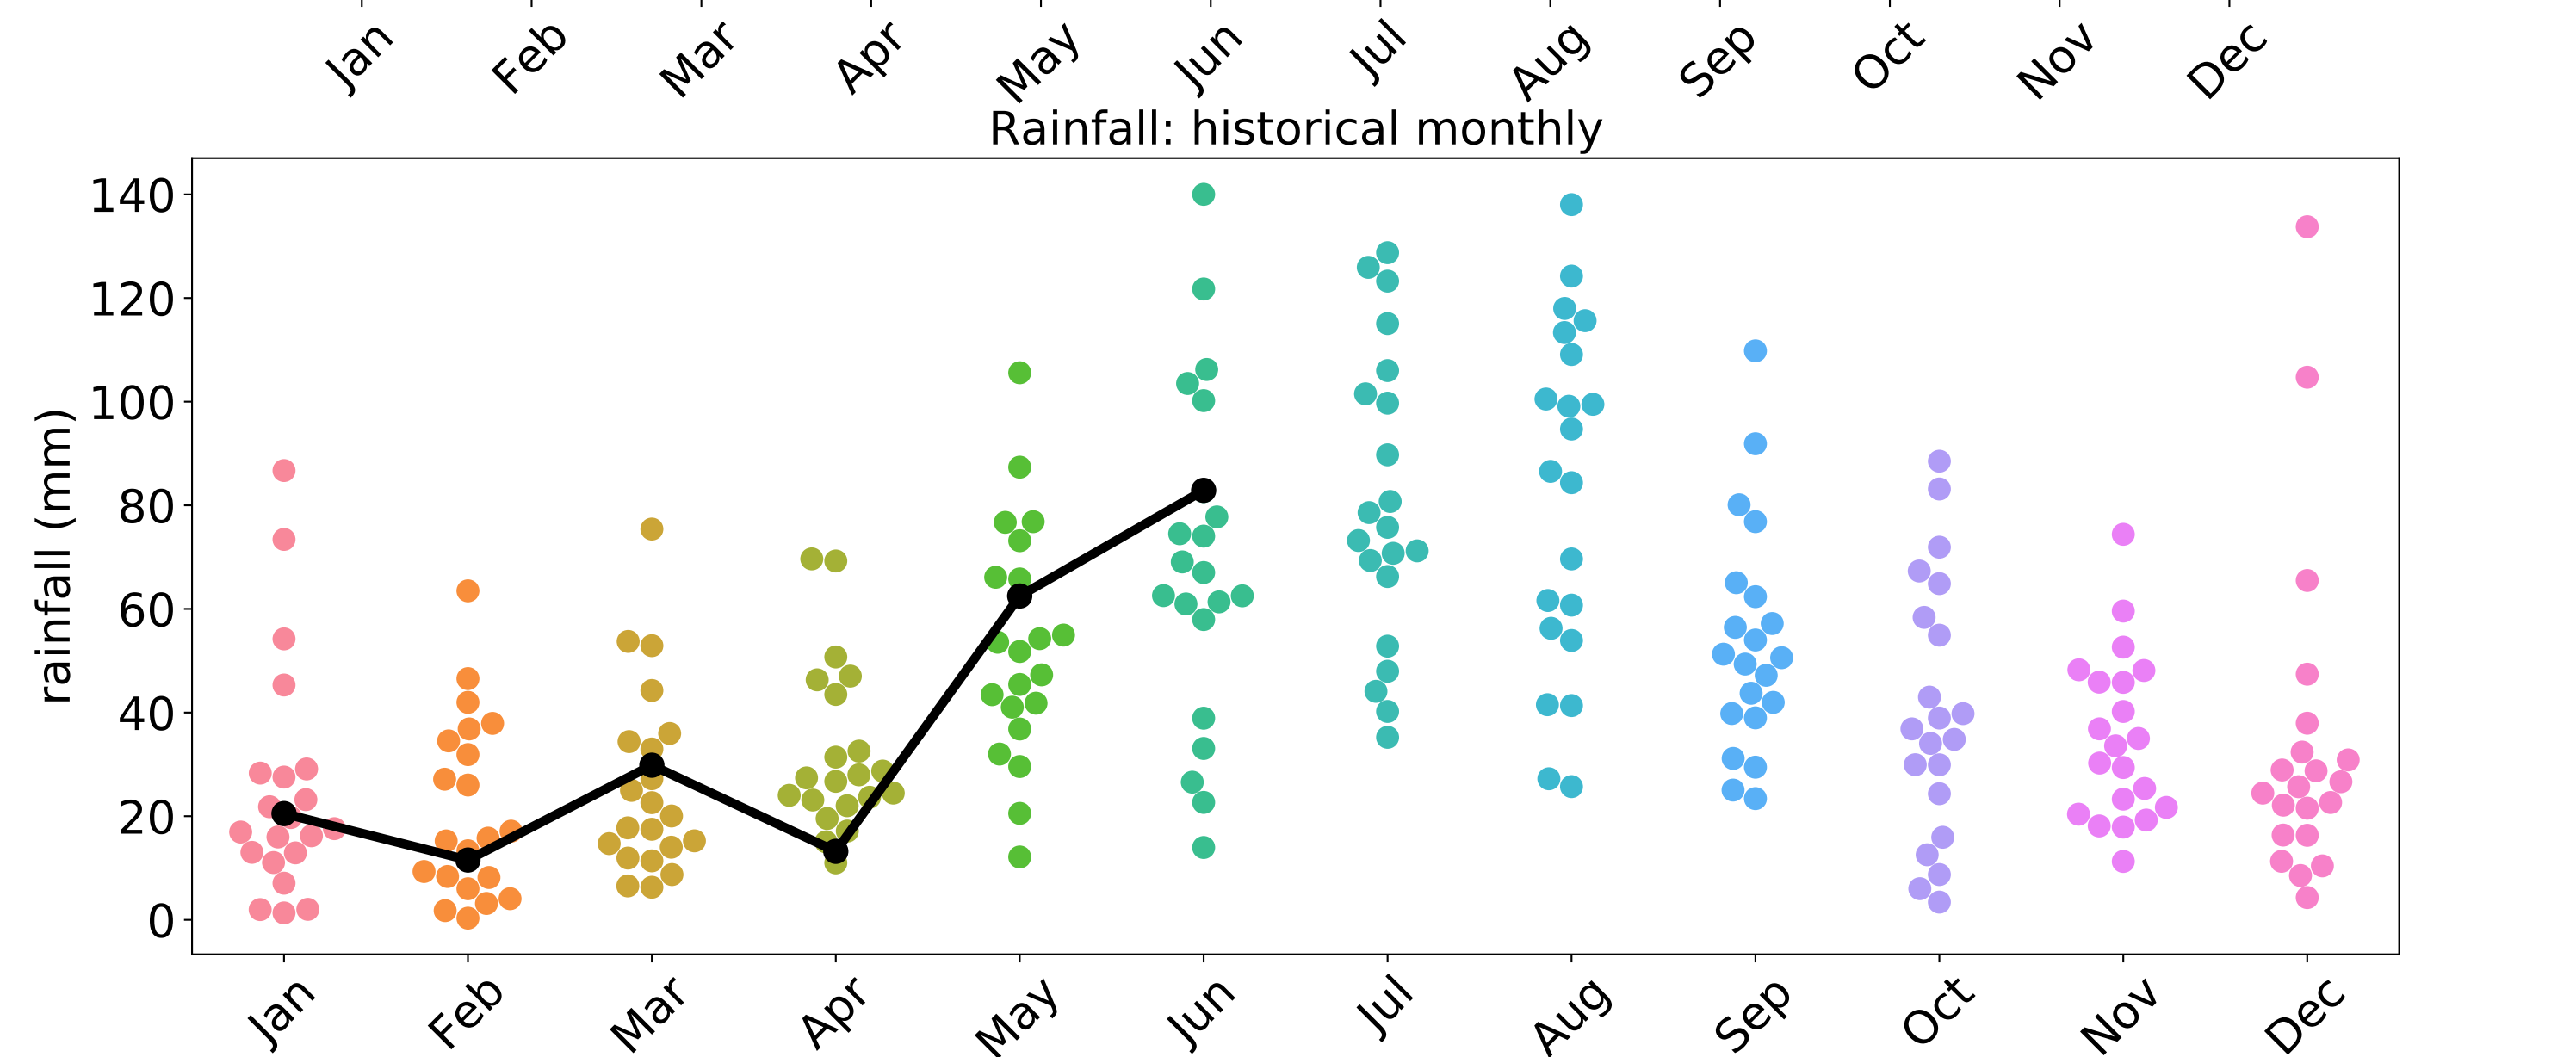 Jan Feb Mar Apr May Jun Jul Aug Sep Oct Nov Dec
Rainfall: historical monthly
140
120
100
80
60
40
20
0
rainfall (mm)
Jan Feb Mar Apr May Jun Jul Aug Sep Oct Nov Dec